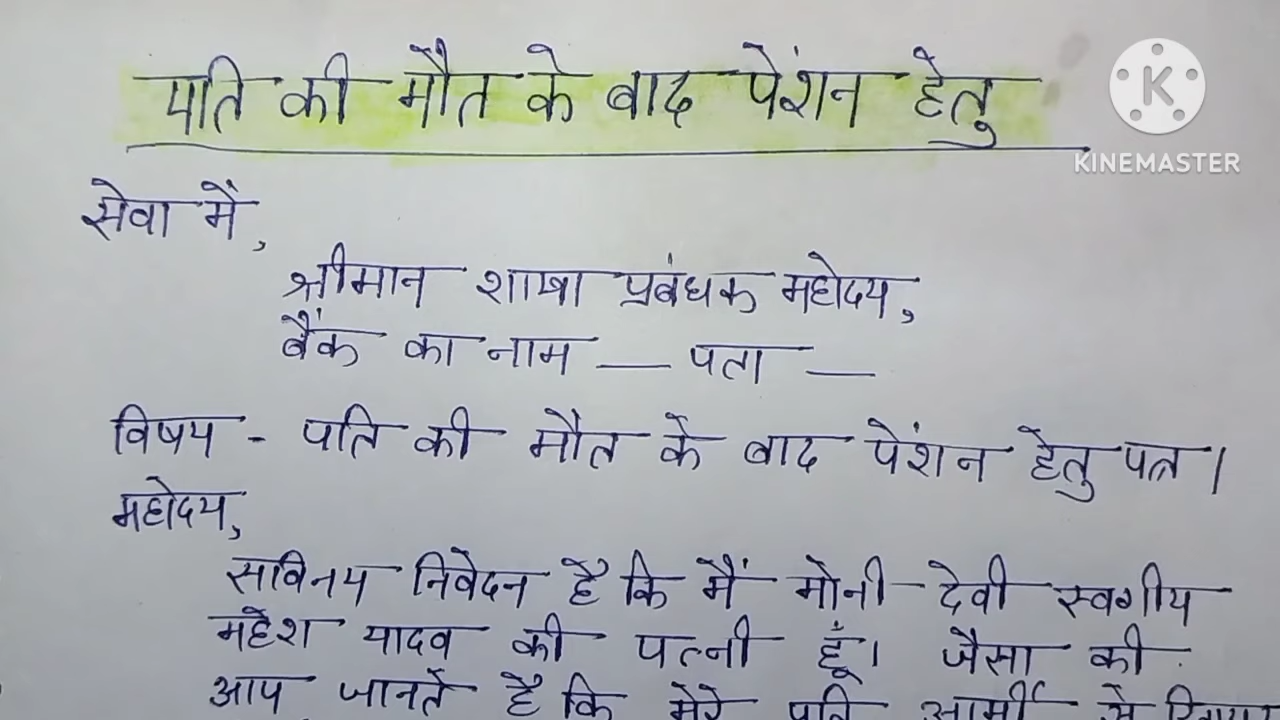 पति की मौत के बाद पेंशन हेतु
KINEMASTER
सेवा में,
श्रीमान शाखा प्रबंधक महोदय,
बैंक का नाम — पता —
विषय - पति की मौत के बाद पेंशन हेतु पत्र।
महोदय,
सविनय निवेदन है कि मैं मोनी देवी स्वर्गीय
महेश यादव की पत्नी हूँ। जैसा की
आप जानते है कि मेरे पति आर्मी से